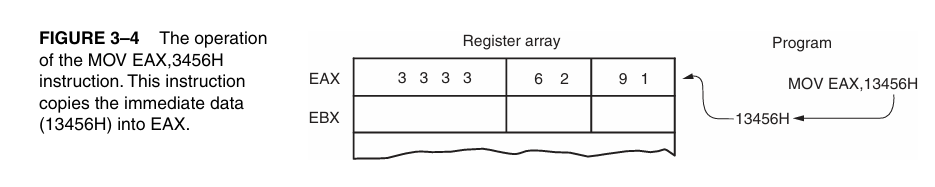 FIGURE 3–4 The operation
of the MOV EAX,3456H
instruction. This instruction
copies the immediate data
(13456H) into EAX.
Register array
Program
EAX 3 3 3 3 6 2 9 1
MOV EAX,13456H
EBX
13456H